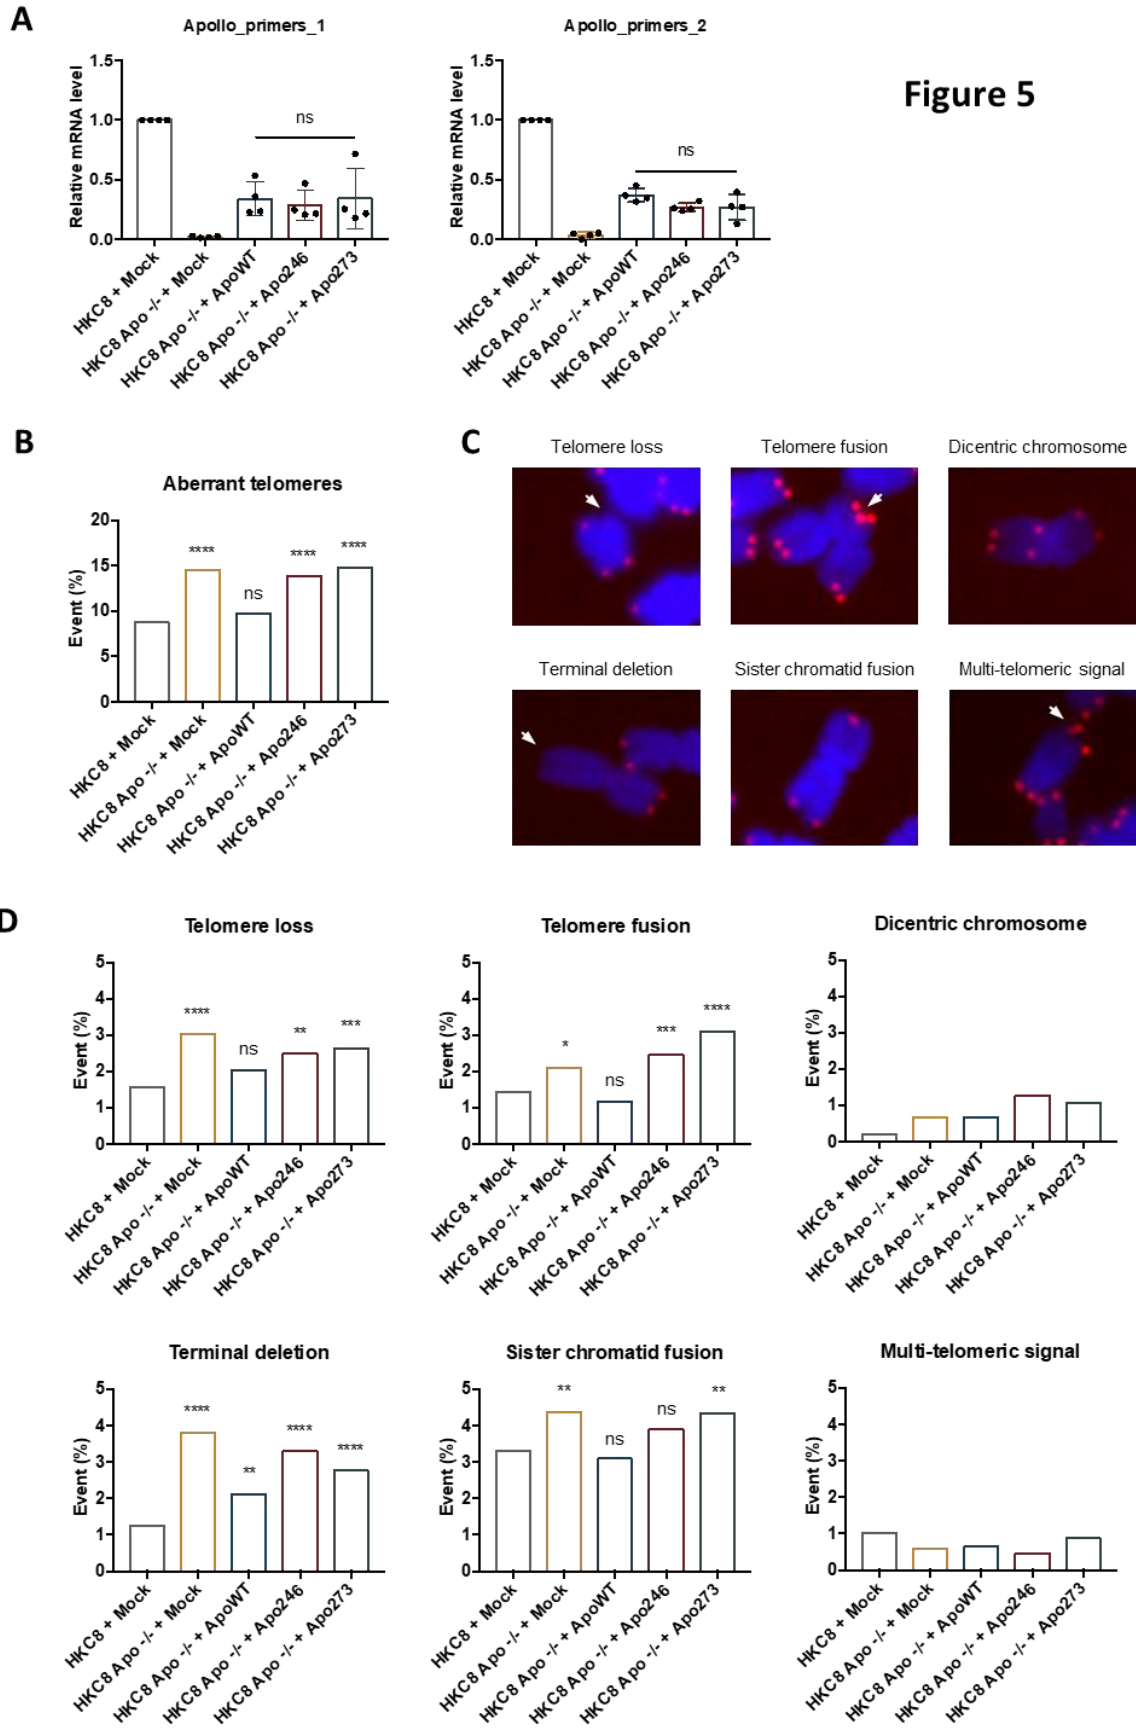 A
Apollo_primers_1
Relative mRNA level
1.5
1.0
0.5
0.0
ns
HKC8 + Mock
HKC8 Apo -/- + Mock
HKC8 Apo -/- + ApoWT
HKC8 Apo -/- + Apo246
HKC8 Apo -/- + Apo273
Apollo_primers_2
Relative mRNA level
1.5
1.0
0.5
0.0
ns
HKC8 + Mock
HKC8 Apo -/- + Mock
HKC8 Apo -/- + ApoWT
HKC8 Apo -/- + Apo246
HKC8 Apo -/- + Apo273
Figure 5
B
Aberrant telomeres
Event (%)
20
15
10
5
0
****
ns
****
****
HKC8 + Mock
HKC8 Apo -/- + Mock
HKC8 Apo -/- + ApoWT
HKC8 Apo -/- + Apo246
HKC8 Apo -/- + Apo273
C
Telomere loss
Telomere fusion
Dicentric chromosome
Terminal deletion
Sister chromatid fusion
Multi-telomeric signal
D
Telomere loss
Event (%)
5
4
3
2
1
0
****
ns
**
***
HKC8 + Mock
HKC8 Apo -/- + Mock
HKC8 Apo -/- + ApoWT
HKC8 Apo -/- + Apo246
HKC8 Apo -/- + Apo273
Telomere fusion
Event (%)
5
4
3
2
1
0
*
ns
***
****
HKC8 + Mock
HKC8 Apo -/- + Mock
HKC8 Apo -/- + ApoWT
HKC8 Apo -/- + Apo246
HKC8 Apo -/- + Apo273
Dicentric chromosome
Event (%)
5
4
3
2
1
0
HKC8 + Mock
HKC8 Apo -/- + Mock
HKC8 Apo -/- + ApoWT
HKC8 Apo -/- + Apo246
HKC8 Apo -/- + Apo273
Terminal deletion
Event (%)
5
4
3
2
1
0
****
**
****
****
HKC8 + Mock
HKC8 Apo -/- + Mock
HKC8 Apo -/- + ApoWT
HKC8 Apo -/- + Apo246
HKC8 Apo -/- + Apo273
Sister chromatid fusion
Event (%)
5
4
3
2
1
0
**
ns
ns
**
HKC8 + Mock
HKC8 Apo -/- + Mock
HKC8 Apo -/- + ApoWT
HKC8 Apo -/- + Apo246
HKC8 Apo -/- + Apo273
Multi-telomeric signal
Event (%)
5
4
3
2
1
0
HKC8 + Mock
HKC8 Apo -/- + Mock
HKC8 Apo -/- + ApoWT
HKC8 Apo -/- + Apo246
HKC8 Apo -/- + Apo273